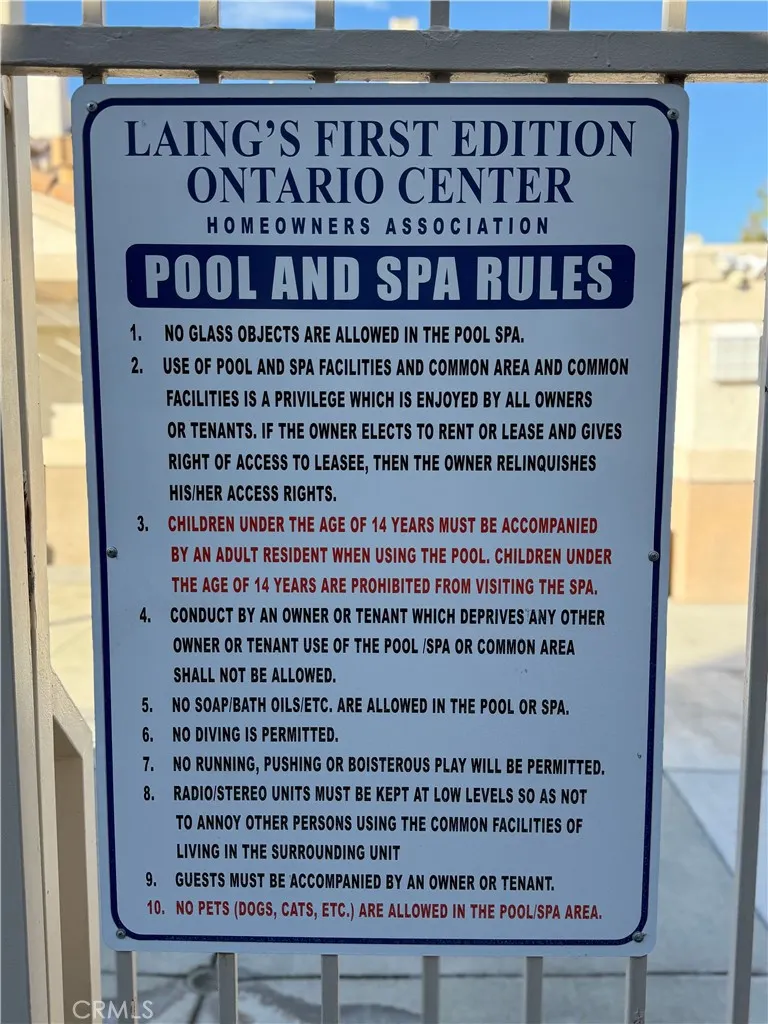 LAING'S FIRST EDITION
ONTARIO CENTER
HOMEOWNERS ASSOCIATION
POOL AND SPA RULES
1. NO GLASS OBJECTS ARE ALLOWED IN THE POOL SPA.
2. USE OF POOL AND SPA FACILITIES AND COMMON AREA AND COMMON
FACILITIES IS A PRIVILEGE WHICH IS ENJOYED BY ALL OWNERS
OR TENANTS. IF THE OWNER ELECTS TO RENT OR LEASE AND GIVES
RIGHT OF ACCESS TO LEASEE, THEN THE OWNER RELINQUISHES
HIS/HER ACCESS RIGHTS.
3. CHILDREN UNDER THE AGE OF 14 YEARS MUST BE ACCOMPANIED
BY AN ADULT RESIDENT WHEN USING THE POOL. CHILDREN UNDER
THE AGE OF 14 YEARS ARE PROHIBITED FROM VISITING THE SPA.
4. CONDUCT BY AN OWNER OR TENANT WHICH DEPRIVES ANY OTHER
OWNER OR TENANT USE OF THE POOL /SPA OR COMMON AREA
SHALL NOT BE ALLOWED.
5. NO SOAP/BATH OILS/ETC. ARE ALLOWED IN THE POOL OR SPA.
6. NO DIVING IS PERMITTED.
7. NO RUNNING, PUSHING OR BOISTEROUS PLAY WILL BE PERMITTED.
8. RADIO/STEREO UNITS MUST BE KEPT AT LOW LEVELS SO AS NOT
TO ANNOY OTHER PERSONS USING THE COMMON FACILITIES OF
LIVING IN THE SURROUNDING UNIT
9. GUESTS MUST BE ACCOMPANIED BY AN OWNER OR TENANT.
10. NO PETS (DOGS, CATS, ETC.) ARE ALLOWED IN THE POOL/SPA AREA.
CRMLS